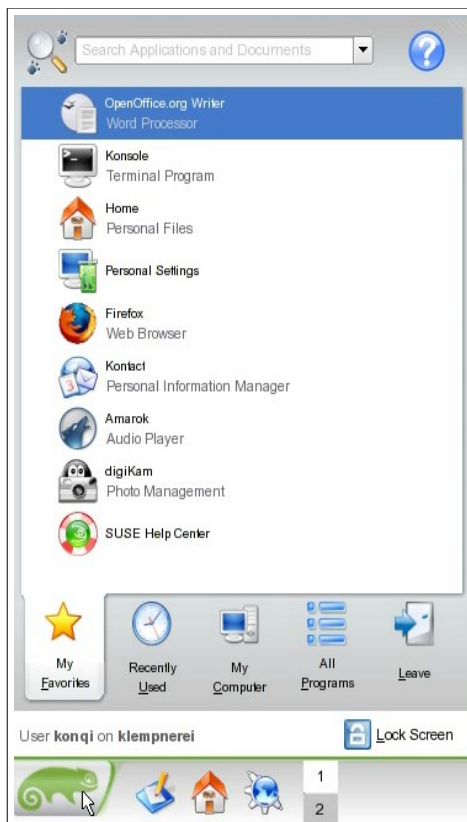 Search Applications and Documents
OpenOffice.org Writer
Word Processor
Konsole
Terminal Program
Home
Personal Files
Personal Settings
Firefox
Web Browser
Kontact
Personal Information Manager
Amarok
Audio Player
digiKam
Photo Management
SUSE Help Center
My Favorites
Recently Used
My Computer
All Programs
Leave
User konqi on klempnerei
Lock Screen
1
2